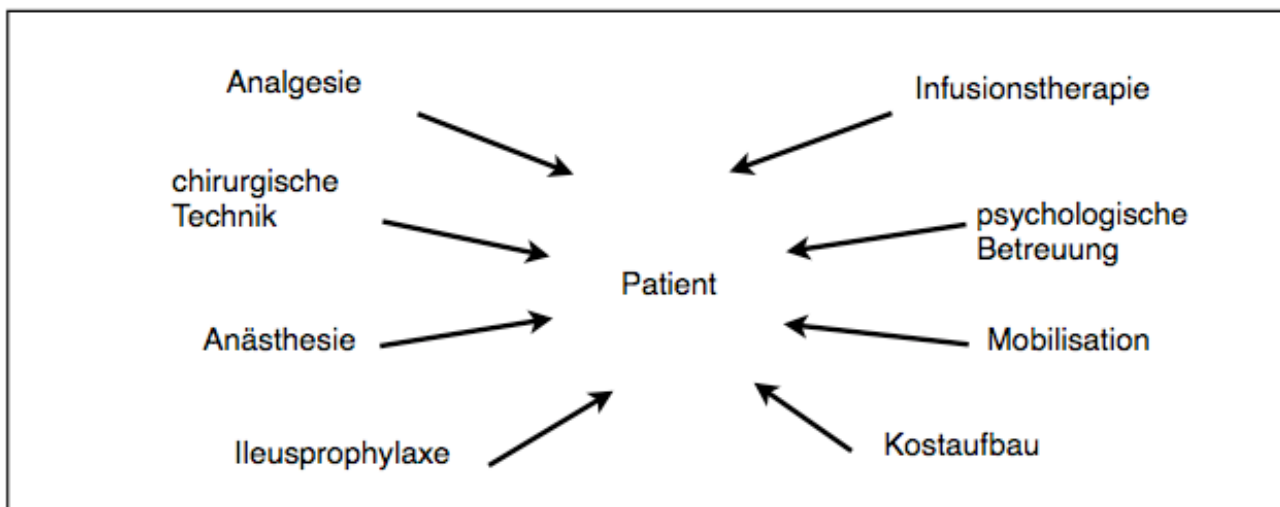 Analgesie
Infusionstherapie
chirurgische
Technik
psychologische
Betreuung
Patient
Anästhesie
Mobilisation
Ileusprophylaxe
Kostaufbau